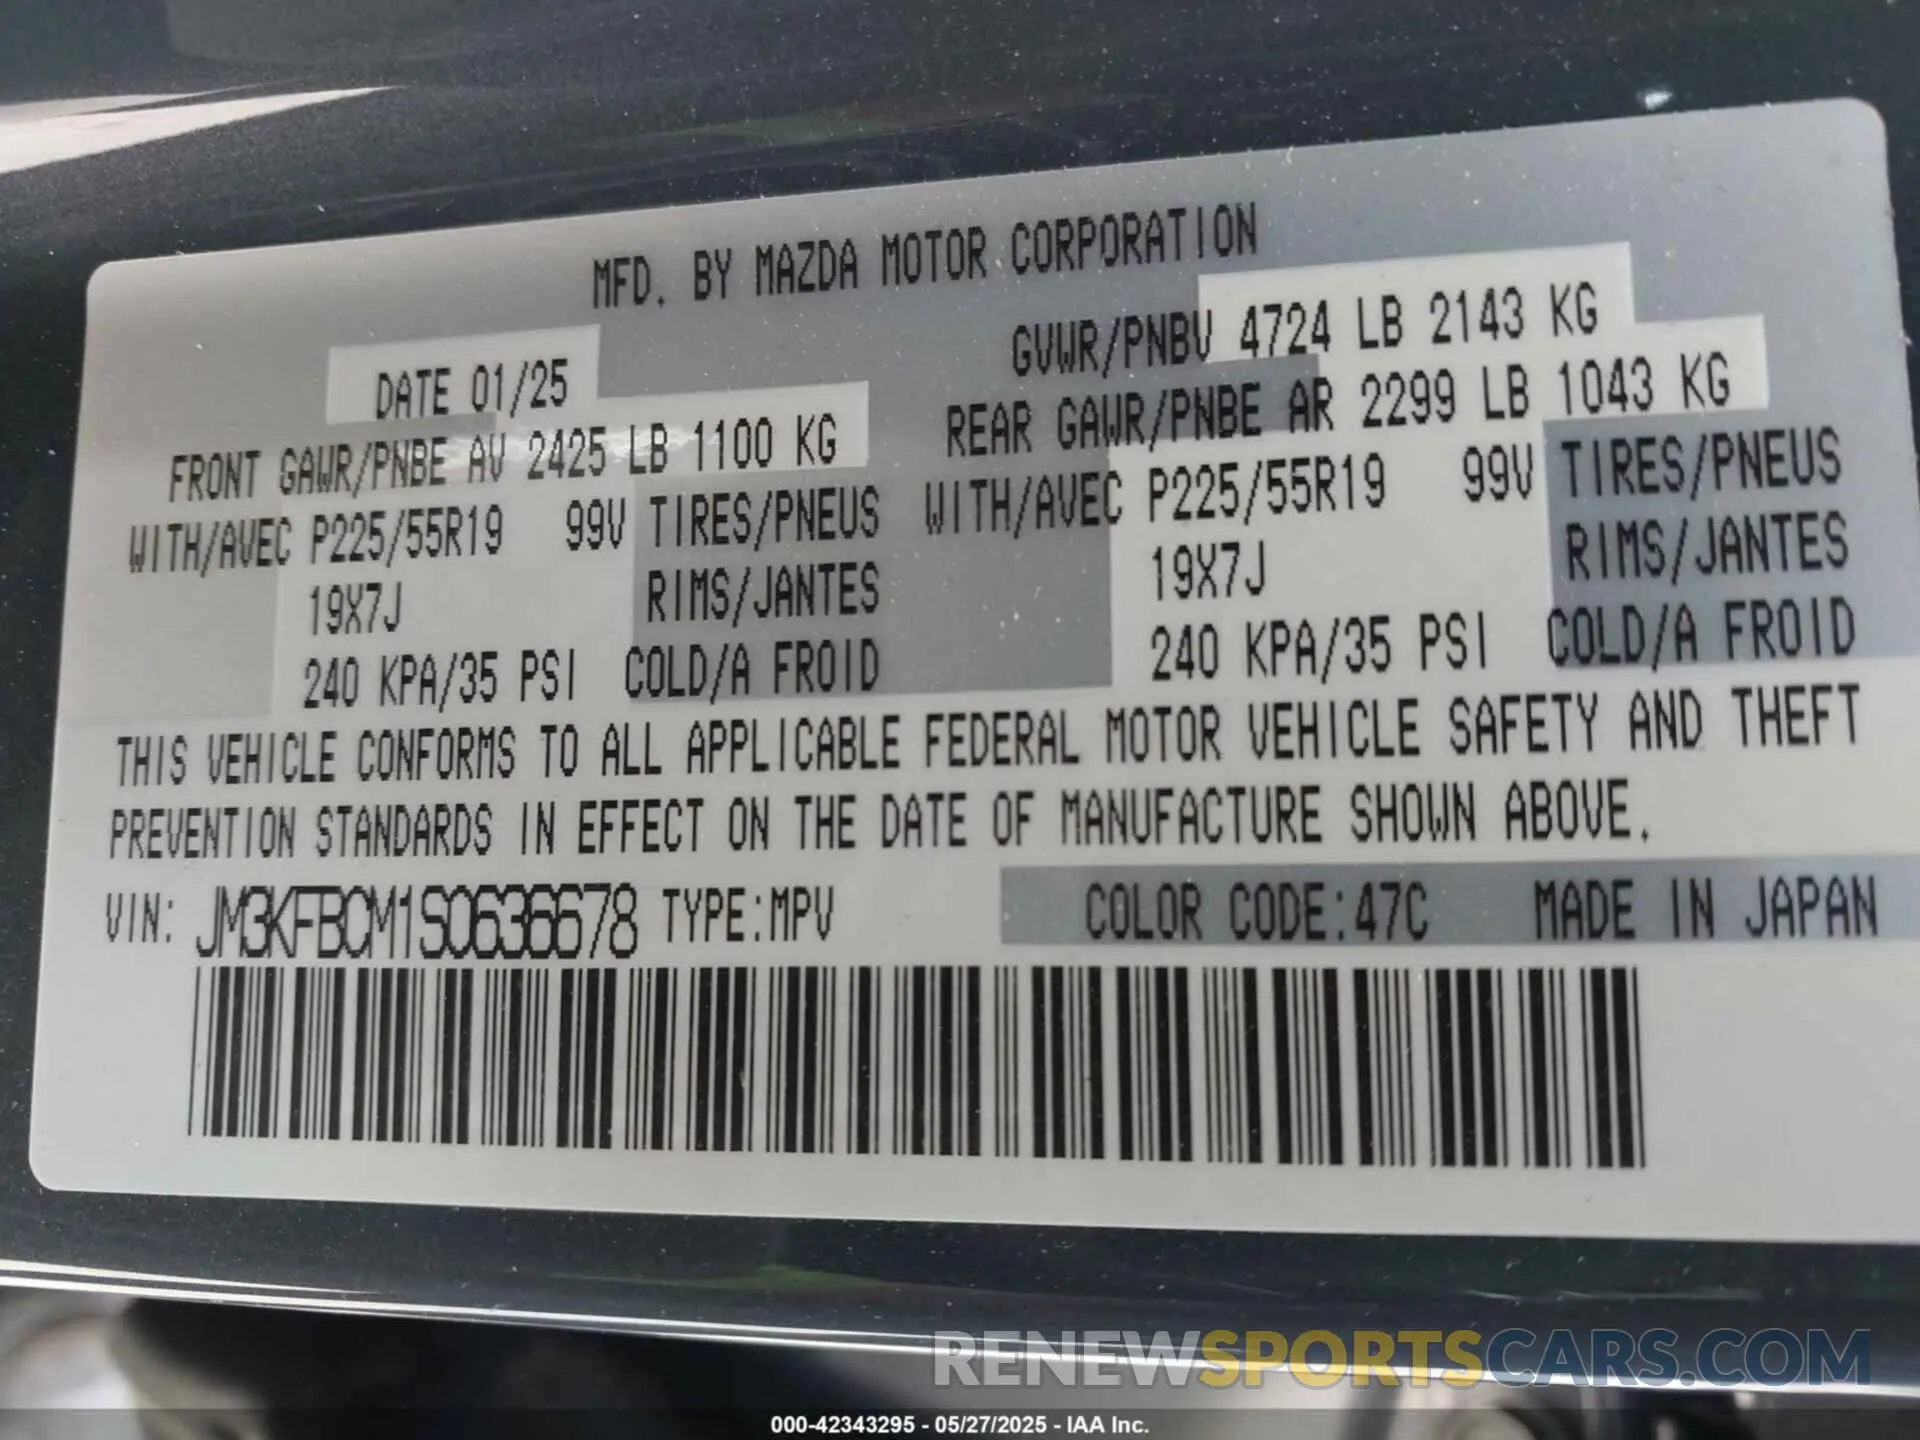 MFD. BY MAZDA MOTOR CORPORATION
DATE 01/25
GVWR/PNBV 4724 LB 2143 KG
FRONT GAWR/PNBE AV 2425 LB 1100 KG
REAR GAWR/PNBE AR 2299 LB 1043 KG
WITH/AVEC P225/55R19 99V TIRES/PNEUS
WITH/AVEC P225/55R19 99V TIRES/PNEUS
19X7J RIMS/JANTES
19X7J RIMS/JANTES
240 KPA/35 PSI COLD/A FROID
240 KPA/35 PSI COLD/A FROID
THIS VEHICLE CONFORMS TO ALL APPLICABLE FEDERAL MOTOR VEHICLE SAFETY AND THEFT
PREVENTION STANDARDS IN EFFECT ON THE DATE OF MANUFACTURE SHOWN ABOVE.
VIN: JM3KFBCM1S0636678 TYPE:MPV COLOR CODE:47C MADE IN JAPAN
RENEWSPORTSCARS.COM
000-42343295 - 05/27/2025 - IAA Inc.